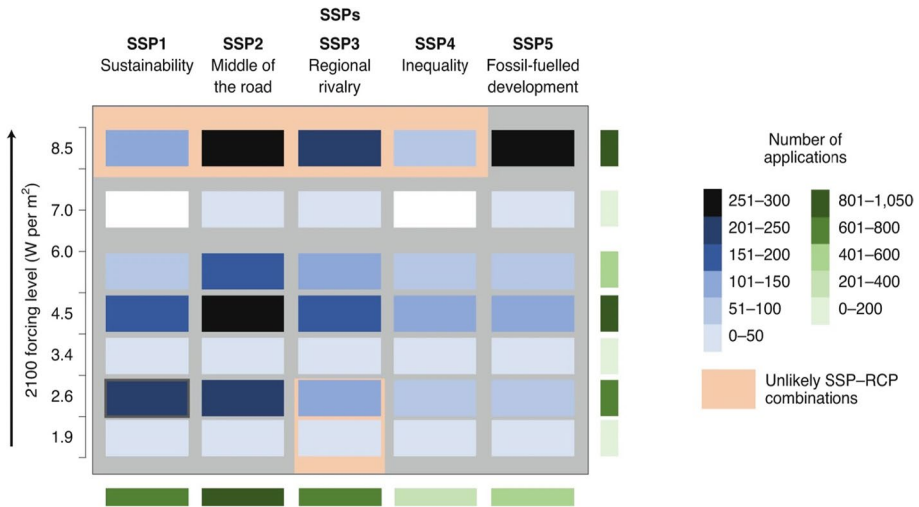 SSPs
SSP1 SSP2 SSP3 SSP4 SSP5
Sustainability Middle of Regional Inequality Fossil-fuelled
the road rivalry development
2100 forcing level (W per m²)
8.5
7.0
6.0
4.5
3.4
2.6
1.9
Number of
applications
251–300 801–1,050
201–250 601–800
151–200 401–600
101–150 201–400
51–100 0–200
0–50
Unlikely SSP–RCP
combinations